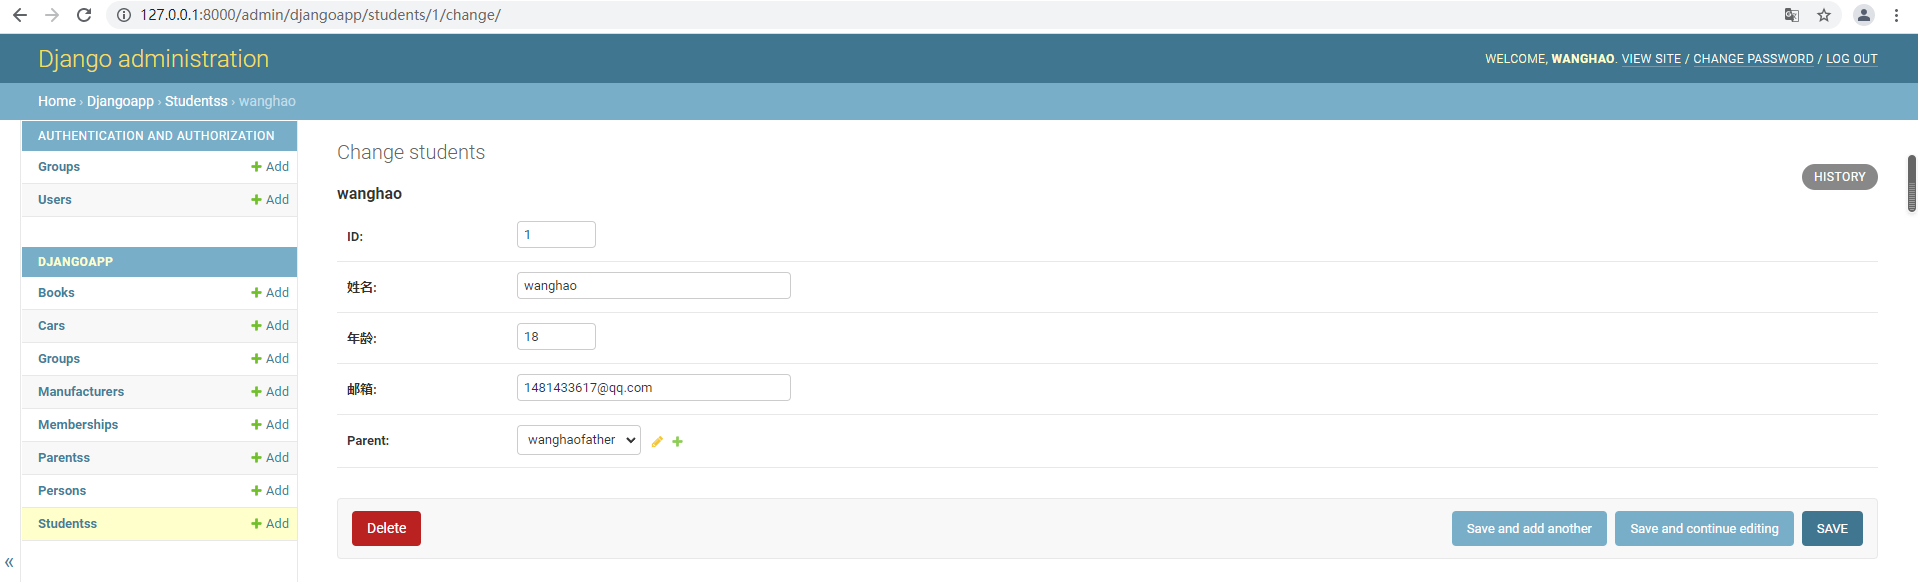 127.0.0.1:8000/admin/djangoapp/students/1/change/
Django administration
WELCOME, WANGHAO. VIEW SITE / CHANGE PASSWORD / LOG OUT
Home › Djangoapp › Studentss › wanghao
AUTHENTICATION AND AUTHORIZATION
Groups + Add
Users + Add
DJANGOAPP
Books + Add
Cars + Add
Groups + Add
Manufacturers + Add
Memberships + Add
Parentss + Add
Persons + Add
Studentss + Add
«
Change students
HISTORY
wanghao
ID: 1
姓名: wanghao
年龄: 18
邮箱: 1481433617@qq.com
Parent: wanghaofather
Delete
Save and add another
Save and continue editing
SAVE